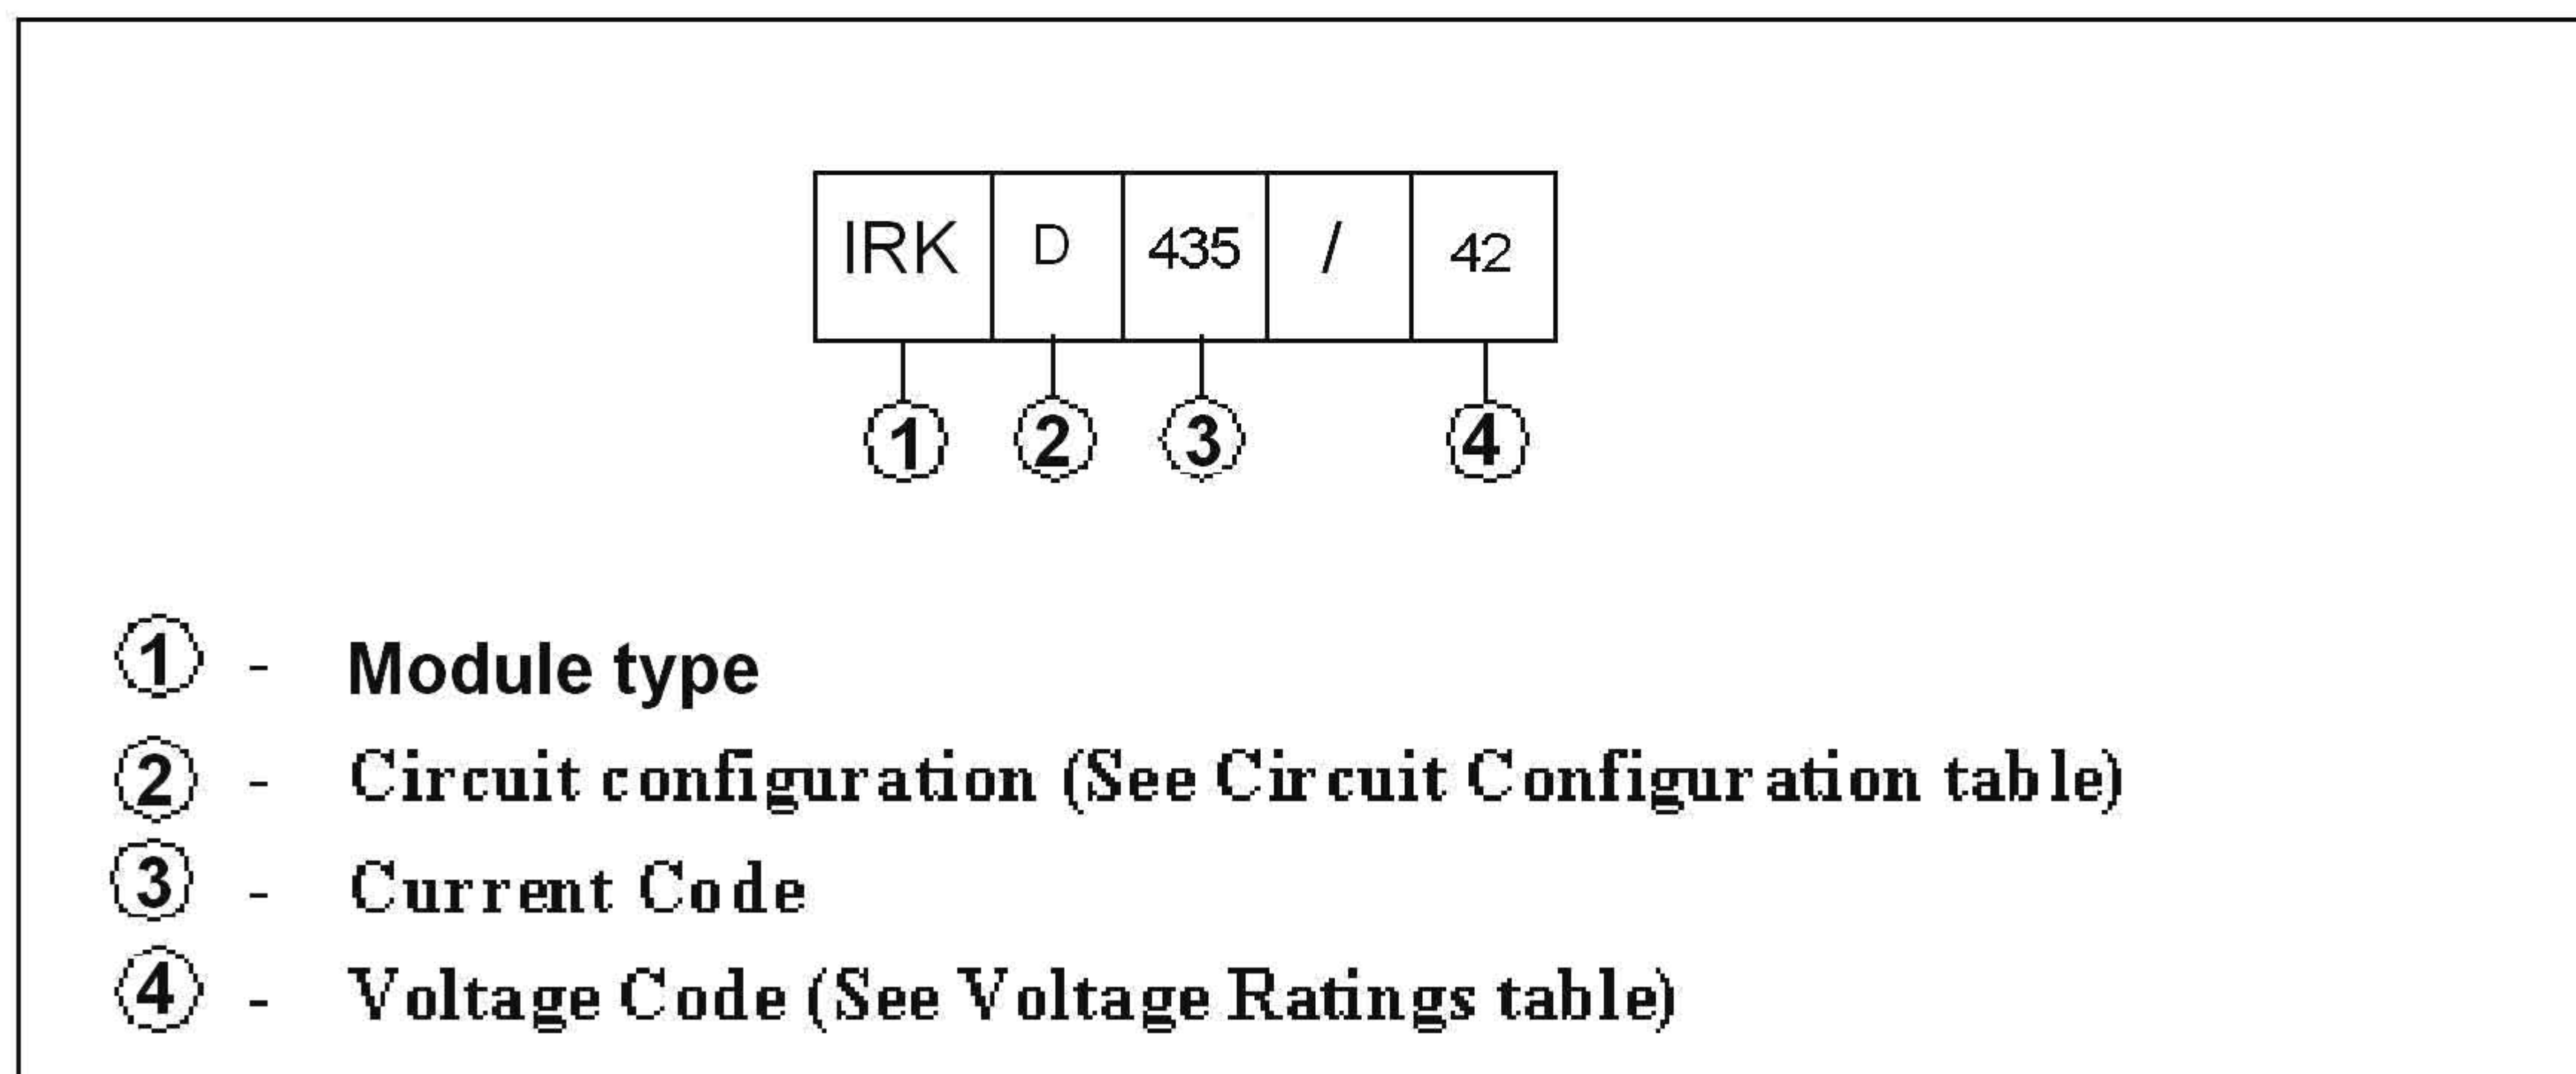 IRK D 435 / 42
1 2 3 4
1 - Module type
2 - Circuit configuration (See Circuit Configuration table)
3 - Current Code
4 - Voltage Code (See Voltage Ratings table)